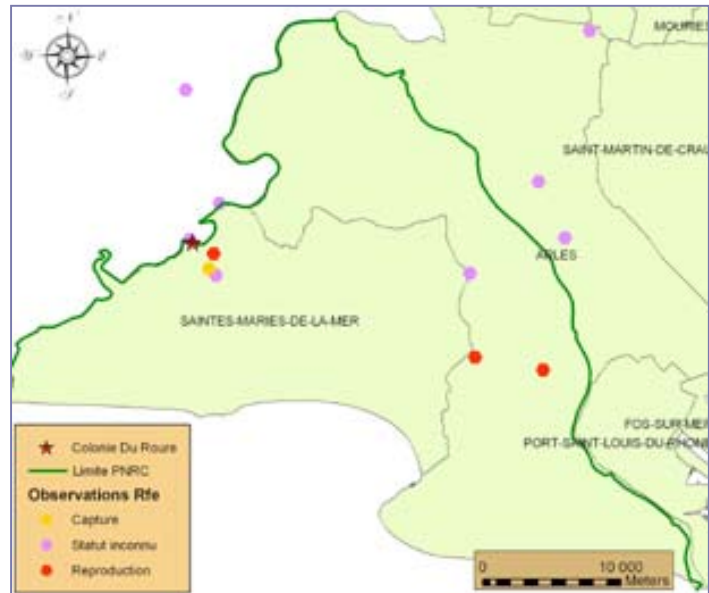 MOURIES
SAINT-MARTIN-DE-CRAU
ARLES
SAINTES-MARIES-DE-LA-MER
FOS-SUR-MER
PORT-SAINT-LOUIS-DU-RHONE
Colonie Du Roure
Limite PNRC
Observations Rfe
Capture
Statut inconnu
Reproduction
0 10 000
Meters